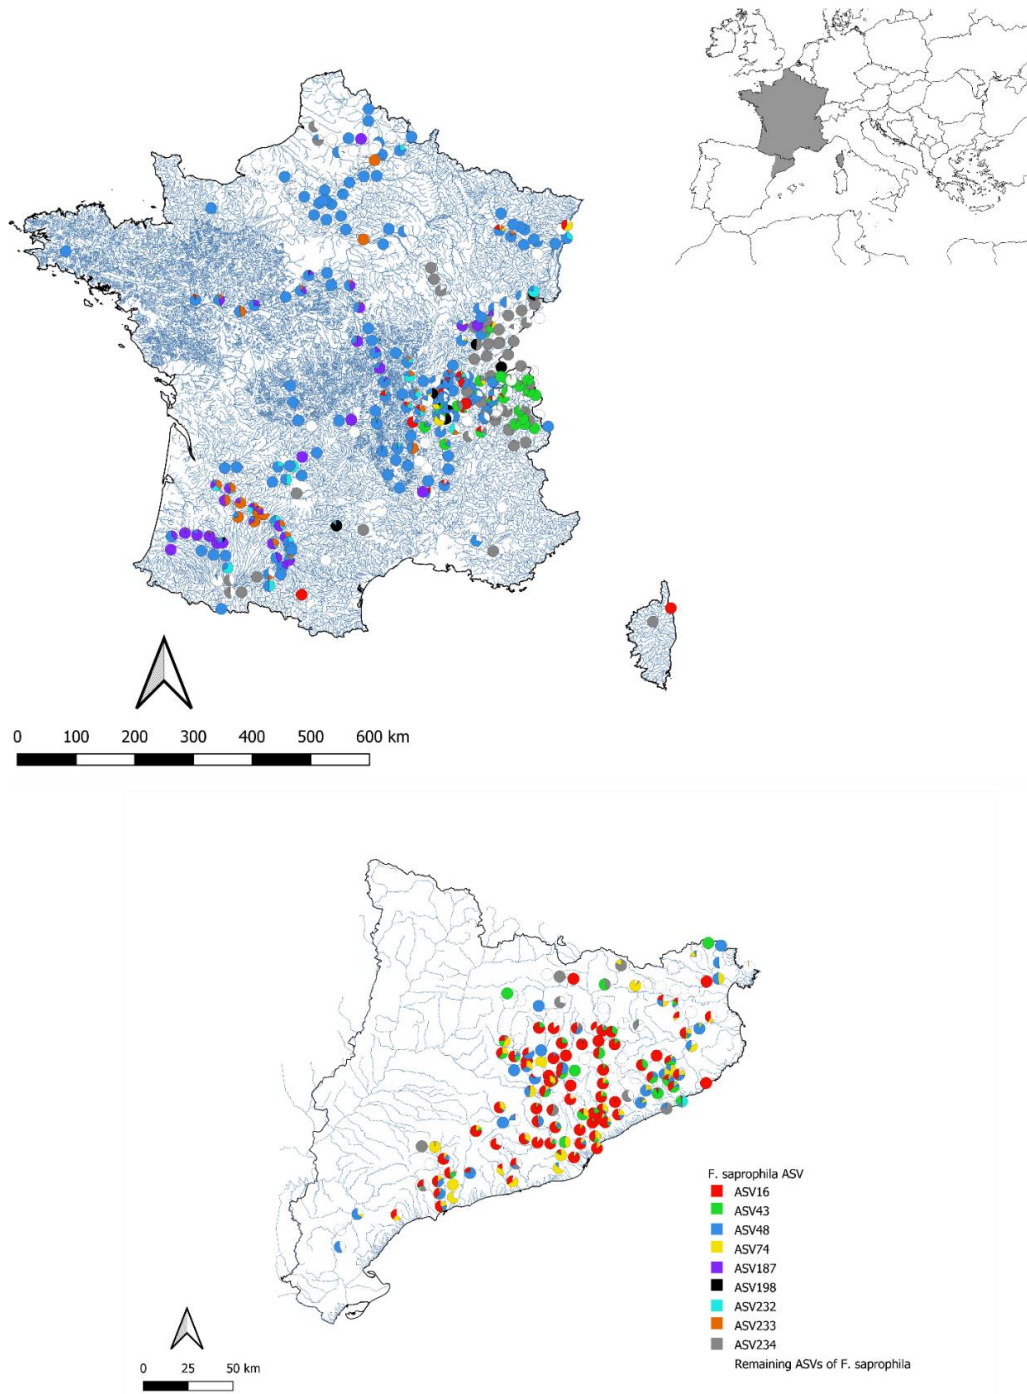 0 100 200 300 400 500 600 km
F. saprophila ASV
ASV16
ASV43
ASV48
ASV74
ASV187
ASV198
ASV232
ASV233
ASV234
Remaining ASVs of F. saprophila
0 25 50 km